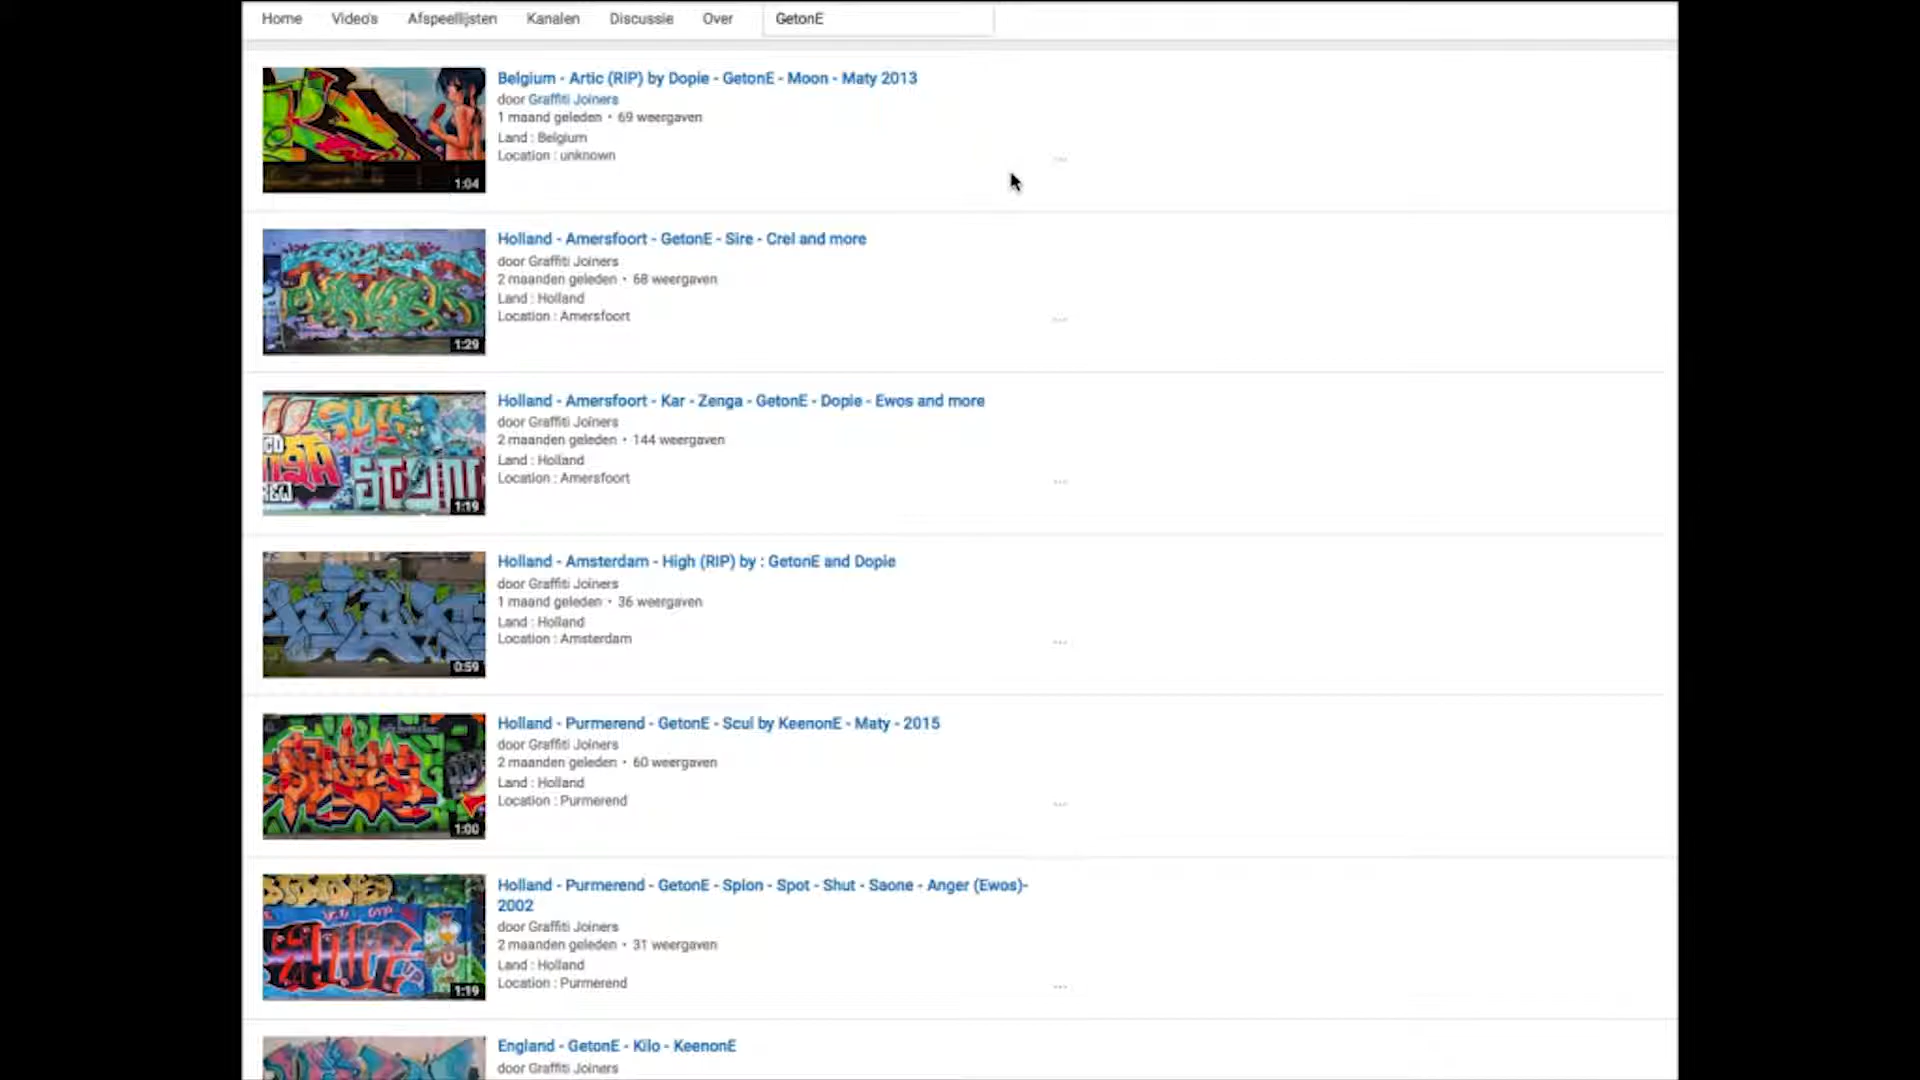 Home Video's Afspeellijsten Kanalen Discussie Over GetonE
Belgium - Artic (RIP) by Dopie - GetonE - Moon - Maty 2013
door Graffiti Joiners
1 maand geleden • 69 weergaven
Land : Belgium
Location : unknown
1:04
Holland - Amersfoort - GetonE - Sire - Crel and more
door Graffiti Joiners
2 maanden geleden • 68 weergaven
Land : Holland
Location : Amersfoort
1:29
Holland - Amersfoort - Kar - Zenga - GetonE - Dopie - Ewos and more
door Graffiti Joiners
2 maanden geleden • 144 weergaven
Land : Holland
Location : Amersfoort
1:19
Holland - Amsterdam - High (RIP) by : GetonE and Dopie
door Graffiti Joiners
1 maand geleden • 36 weergaven
Land : Holland
Location : Amsterdam
0:59
Holland - Purmerend - GetonE - Scul by KeenonE - Maty - 2015
door Graffiti Joiners
2 maanden geleden • 60 weergaven
Land : Holland
Location : Purmerend
1:00
Holland - Purmerend - GetonE - Spion - Spot - Shut - Saone - Anger (Ewos)-
2002
door Graffiti Joiners
2 maanden geleden • 31 weergaven
Land : Holland
Location : Purmerend
1:19
England - GetonE - Kilo - KeenonE
door Graffiti Joiners